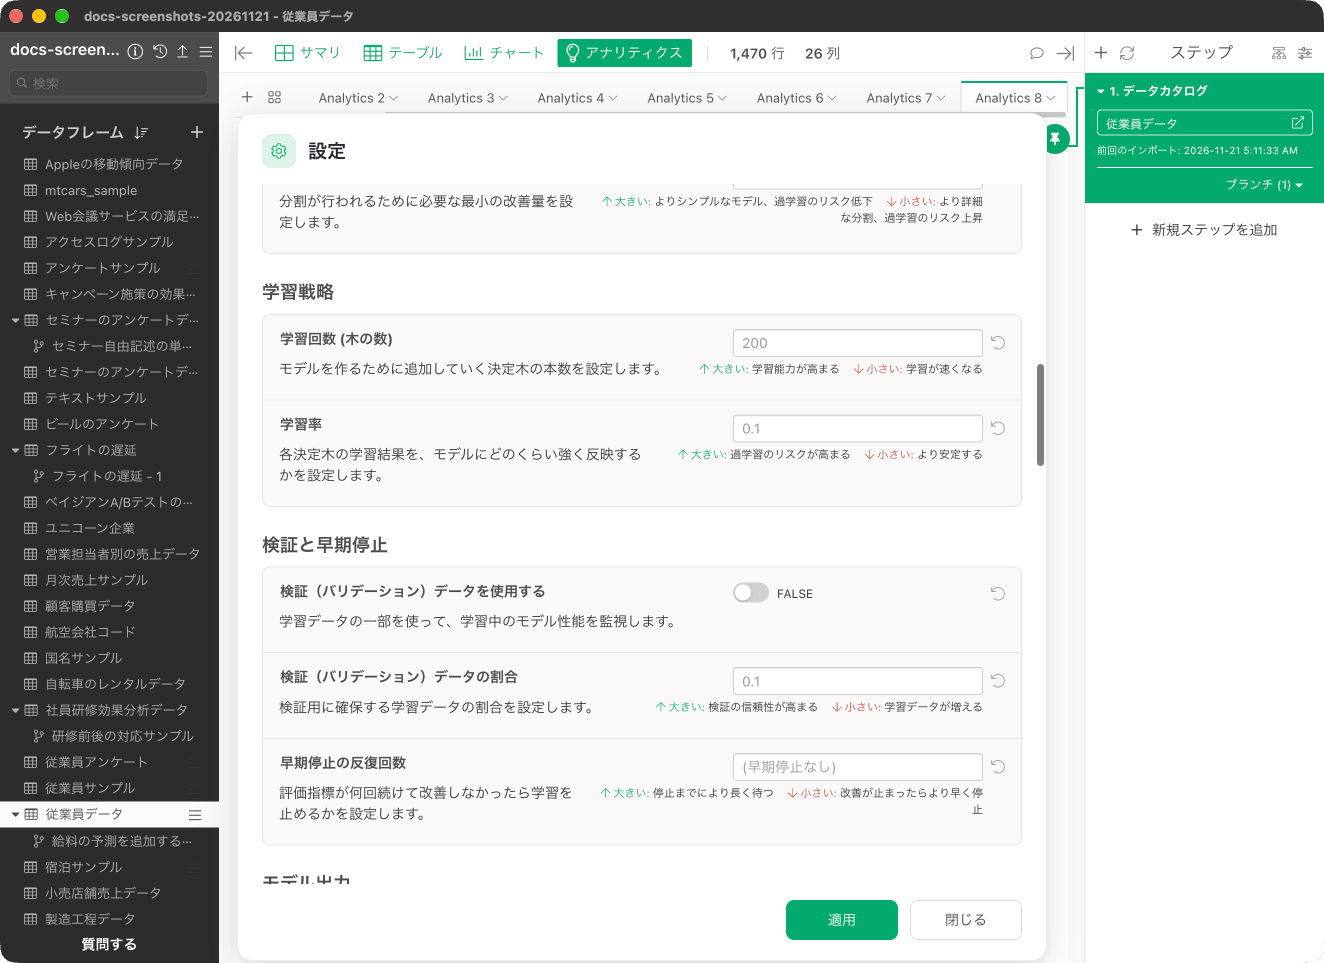 docs-screenshots-20261121 - 従業員データ
docs-screen...
検索
データフレーム
Appleの移動傾向データ
mtcars_sample
Web会議サービスの満足...
アクセスログサンプル
アンケートサンプル
キャンペーン施策の効果...
セミナーのアンケートデ...
セミナー自由記述の単...
セミナーのアンケートデ...
テキストサンプル
ビールのアンケート
フライトの遅延
フライトの遅延 - 1
ベイジアンA/Bテストの...
ユニコーン企業
営業担当者別の売上データ
月次売上サンプル
顧客購買データ
航空会社コード
国名サンプル
自転車のレンタルデータ
社員研修効果分析データ
研修前後の対応サンプル
従業員アンケート
従業員サンプル
従業員データ
給料の予測を追加する...
宿泊サンプル
小売店舗売上データ
製造工程データ
質問する
サマリ
テーブル
チャート
アナリティクス
1,470 行
26 列
Analytics 2
Analytics 3
Analytics 4
Analytics 5
Analytics 6
Analytics 7
Analytics 8
設定
分割が行われるために必要な最小の改善量を設
定します。
大きい: よりシンプルなモデル、過学習のリスク低下 小さい: より詳細
な分割、過学習のリスク上昇
学習戦略
学習回数 (木の数)
200
モデルを作るために追加していく決定木の本数を設定します。
大きい: 学習能力が高まる 小さい: 学習が速くなる
学習率
0.1
各決定木の学習結果を、モデルにどのくらい強く反映する
かを設定します。
大きい: 過学習のリスクが高まる 小さい: より安定する
検証と早期停止
検証（バリデーション）データを使用する
FALSE
学習データの一部を使って、学習中のモデル性能を監視します。
検証（バリデーション）データの割合
0.1
検証用に確保する学習データの割合を設定します。
大きい: 検証の信頼性が高まる 小さい: 学習データが増える
早期停止の反復回数
(早期停止なし)
評価指標が何回続けて改善しなかったら学習を
止めるかを設定します。
大きい: 停止までにより長く待つ 小さい: 改善が止まったらより早く停
止
モデル出力
適用
閉じる
ステップ
1. データカタログ
従業員データ
前回のインポート: 2026-11-21 5:11:33 AM
ブランチ (1)
新規ステップを追加